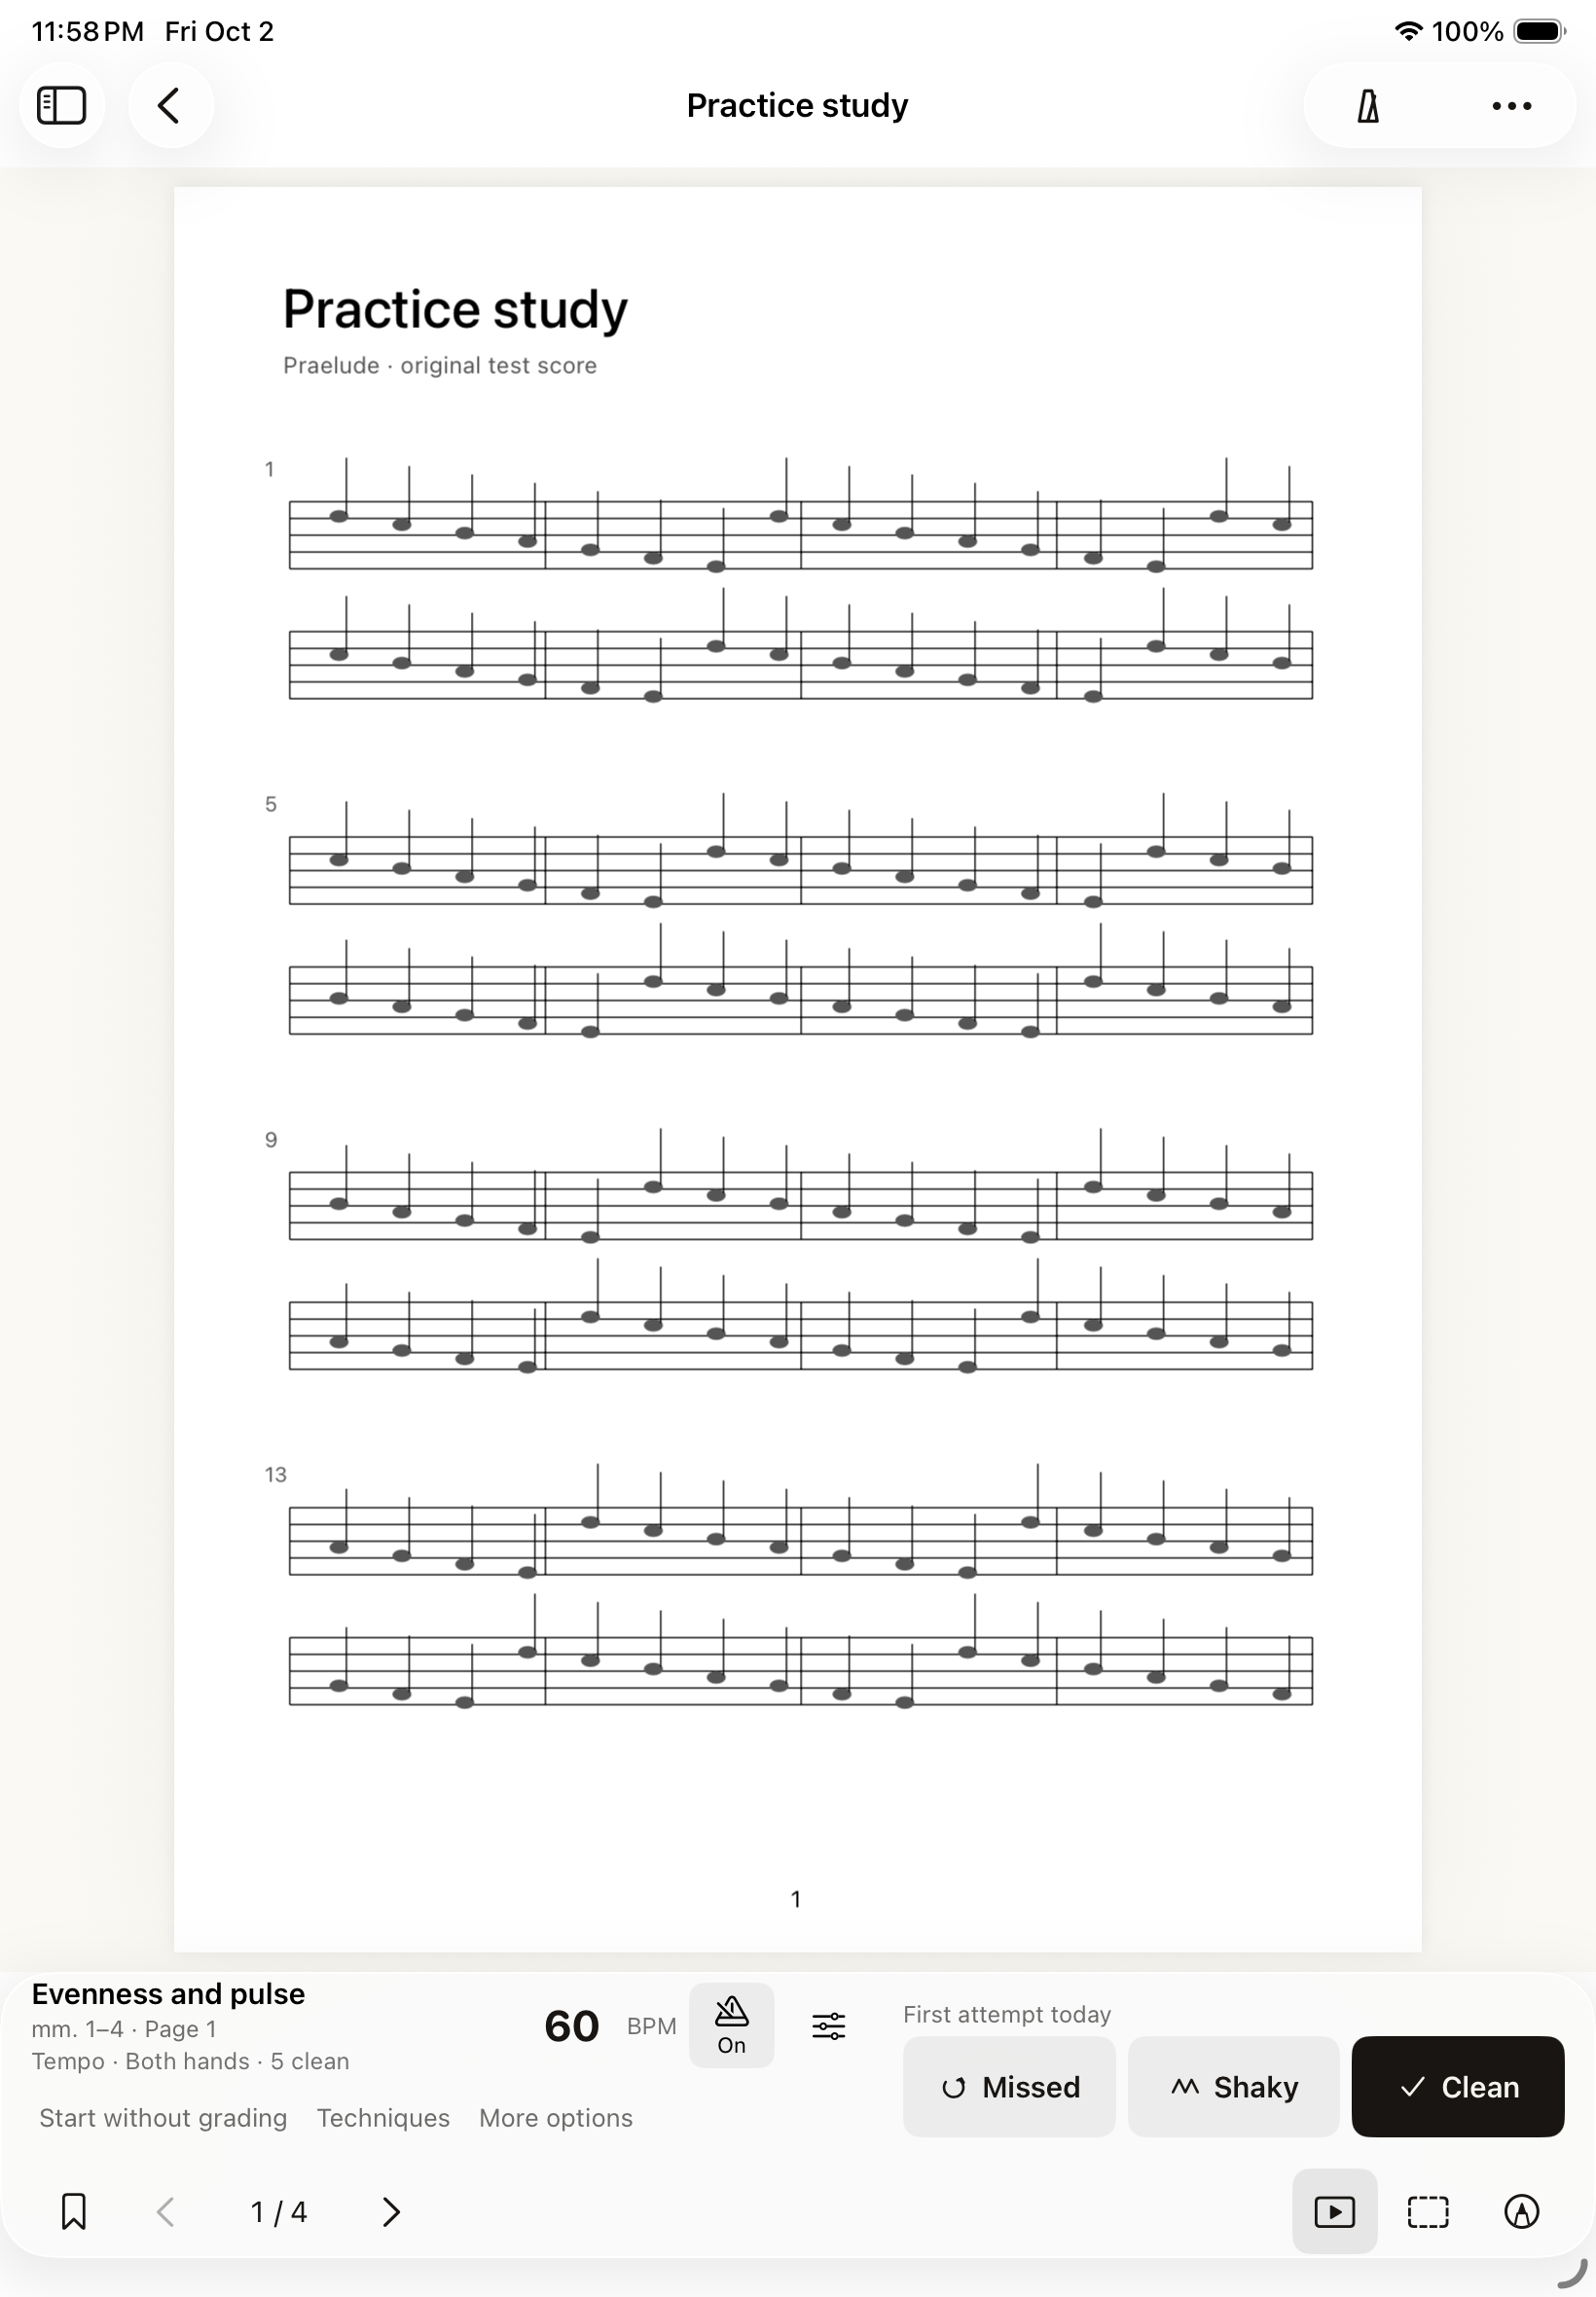 11:58 PM Fri Oct 2 100%
Practice study
Practice study
Praelude · original test score
1
5
9
13
1
Evenness and pulse
mm. 1–4 · Page 1
Tempo · Both hands · 5 clean
60 BPM On
First attempt today
Missed Shaky Clean
Start without grading Techniques More options
1 / 4